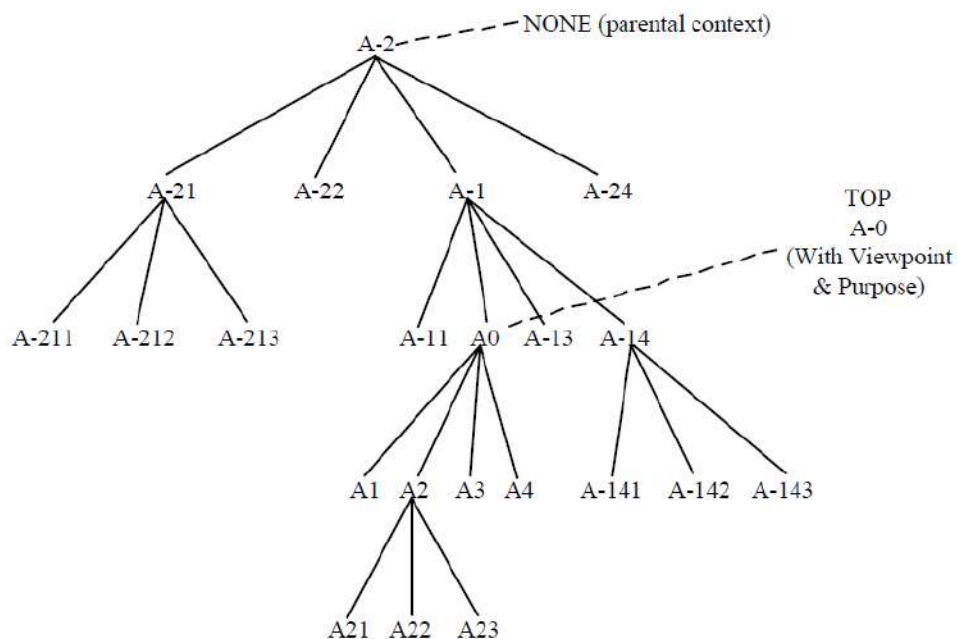 NONE (parental context)
A-2
A-21 A-22 A-1 A-24
TOP
A-0
(With Viewpoint
& Purpose)
A-211 A-212 A-213 A-11 A0 A-13 A-14
A1 A2 A3 A4 A-141 A-142 A-143
A21 A22 A23